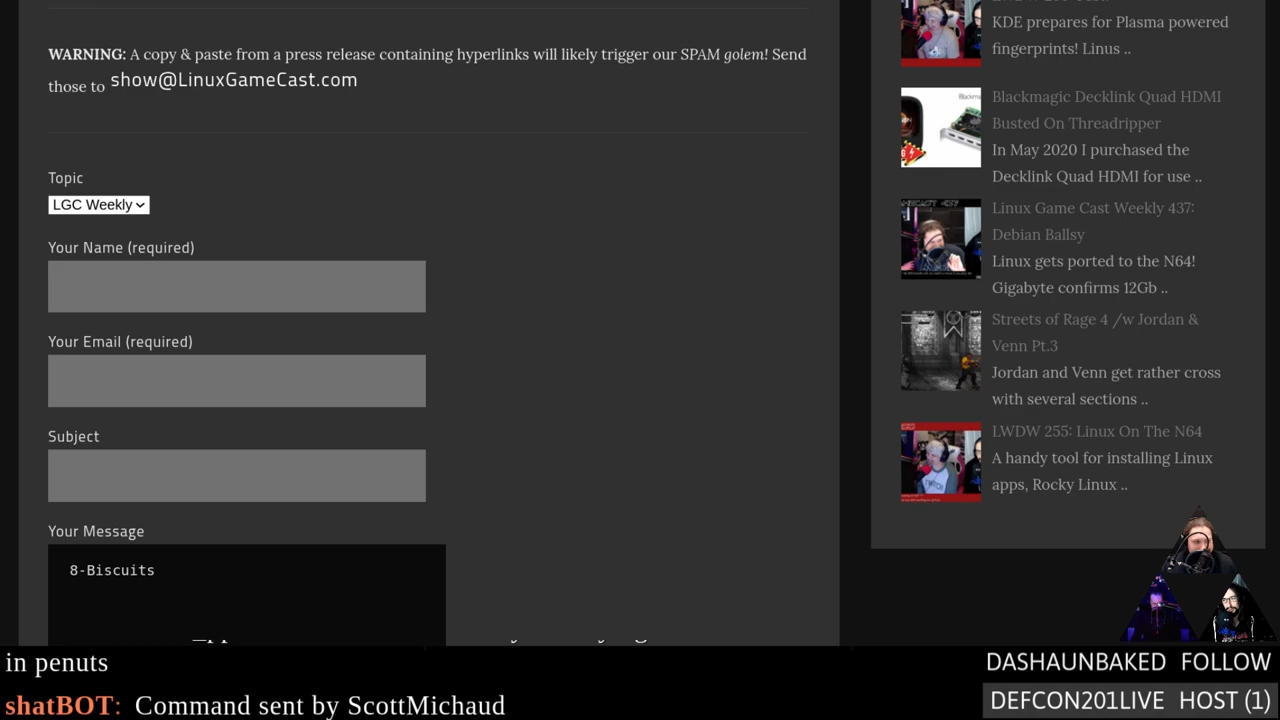 WARNING: A copy & paste from a press release containing hyperlinks will likely trigger our SPAM golem! Send
those to show@LinuxGameCast.com
Topic
LGC Weekly
Your Name (required)
Your Email (required)
Subject
Your Message
8-Biscuits
KDE prepares for Plasma powered
fingerprints! Linus ..
Blackmagic Decklink Quad HDMI
Busted On Threadripper
In May 2020 I purchased the
Decklink Quad HDMI for use ..
Linux Game Cast Weekly 437:
Debian Ballsy
Linux gets ported to the N64!
Gigabyte confirms 12Gb ..
Streets of Rage 4 /w Jordan &
Venn Pt.3
Jordan and Venn get rather cross
with several sections ..
LWDW 255: Linux On The N64
A handy tool for installing Linux
apps, Rocky Linux ..
in penuts
shatBOT: Command sent by ScottMichaud
DASHAUNBAKED FOLLOW
DEFCON201LIVE HOST (1)